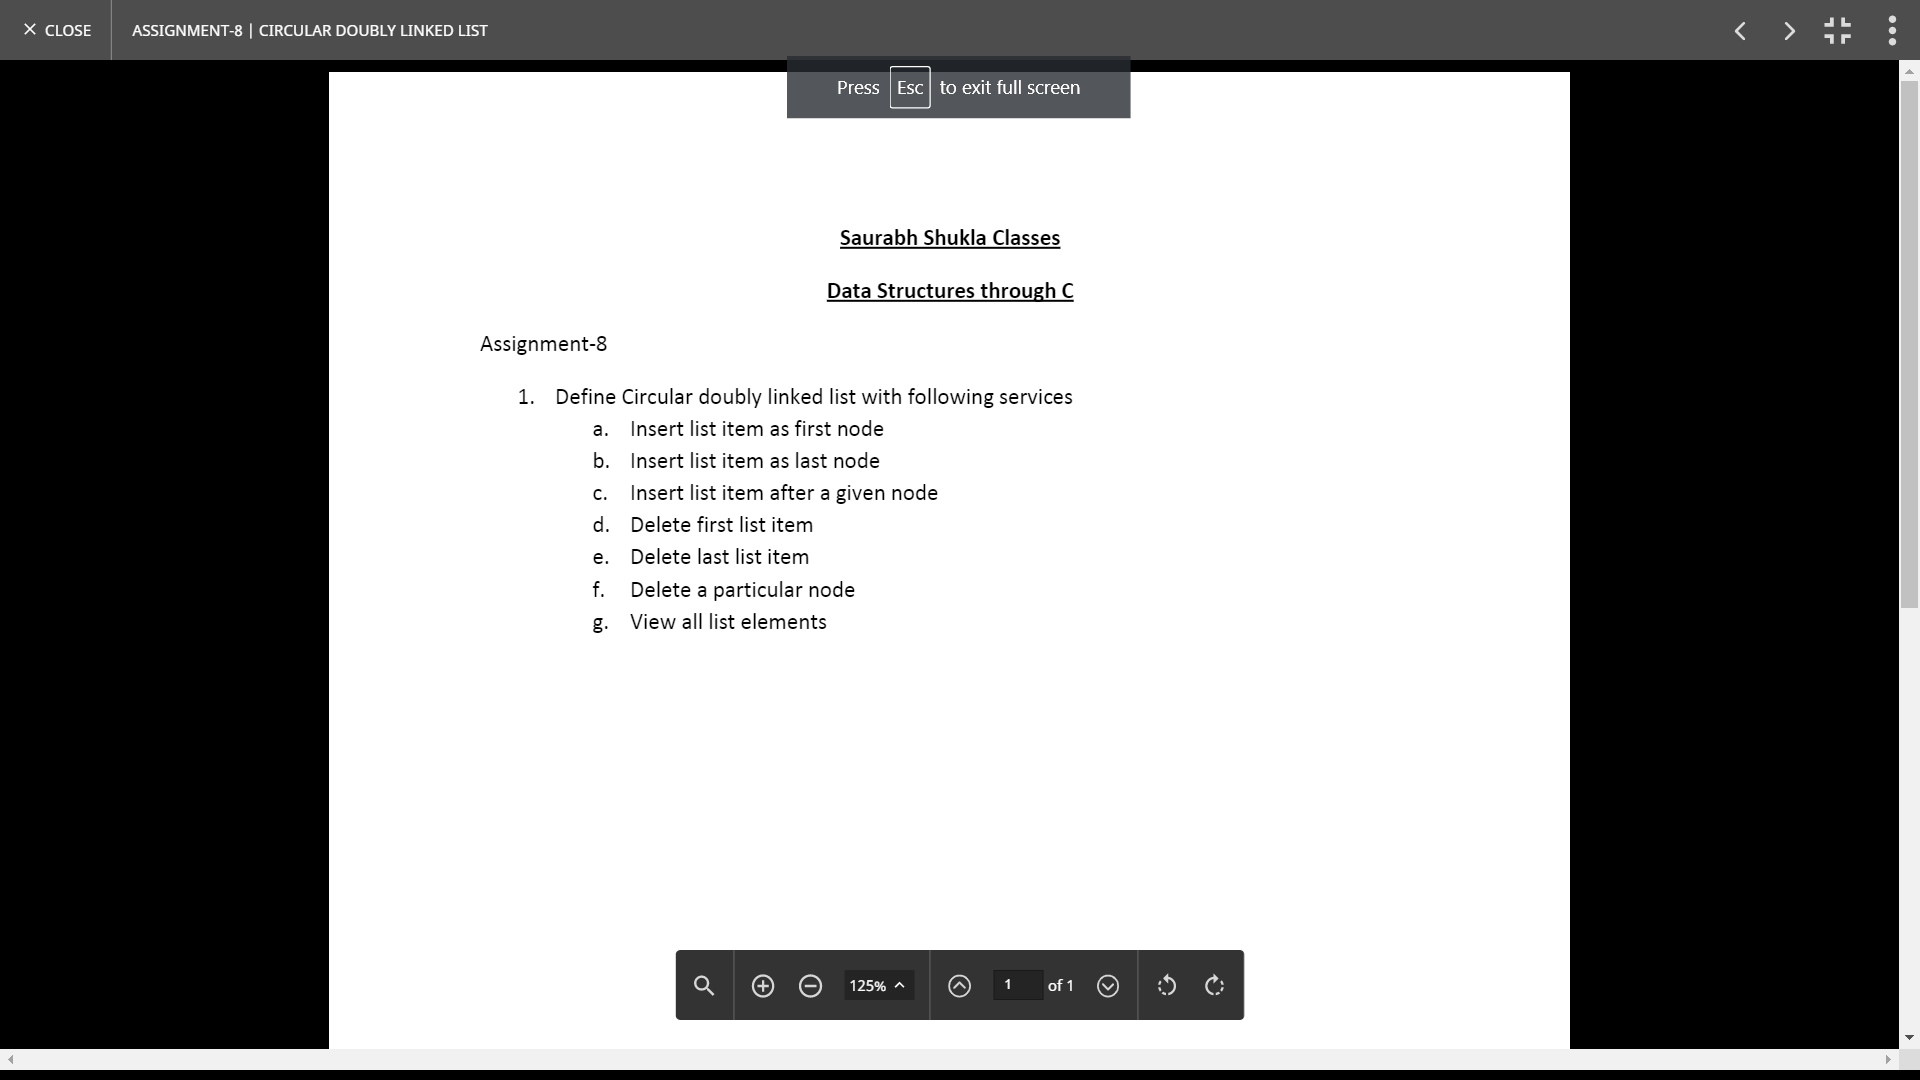 CLOSE ASSIGNMENT-8 | CIRCULAR DOUBLY LINKED LIST
Press Esc to exit full screen
Saurabh Shukla Classes
Data Structures through C
Assignment-8
1. Define Circular doubly linked list with following services
a. Insert list item as first node
b. Insert list item as last node
c. Insert list item after a given node
d. Delete first list item
e. Delete last list item
f. Delete a particular node
g. View all list elements
125% 1 of 1